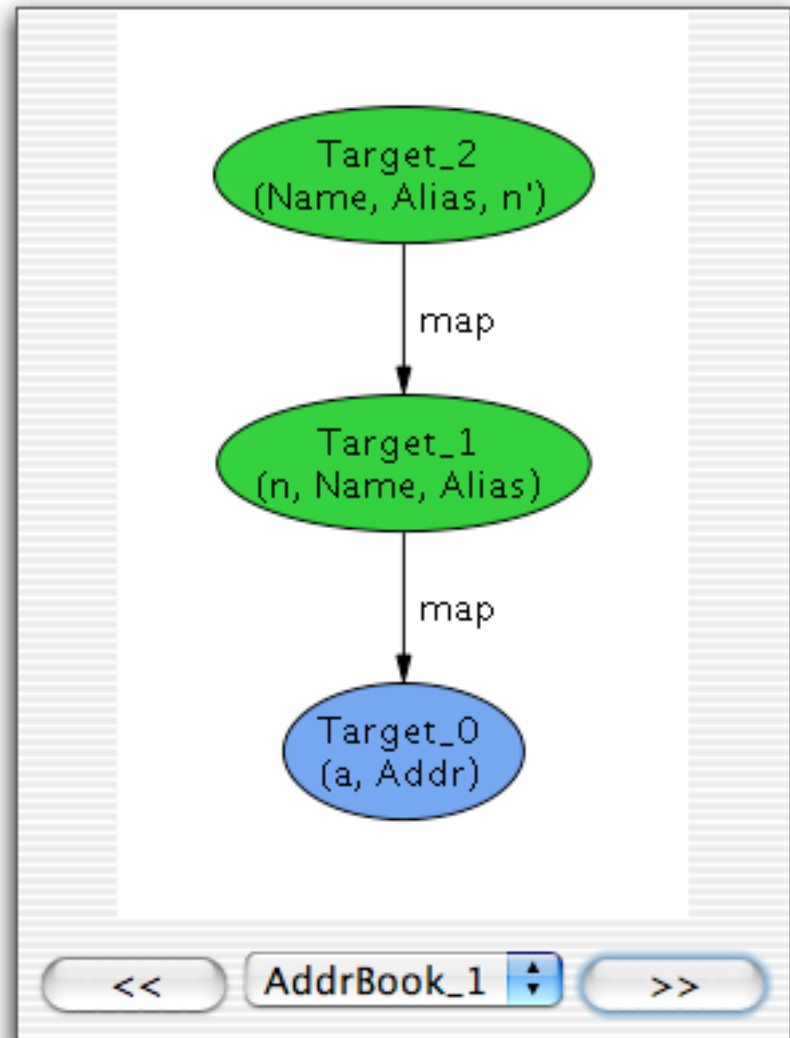 Target_2
(Name, Alias, n')
map
Target_1
(n, Name, Alias)
map
Target_0
(a, Addr)
<< AddrBook_1 >>